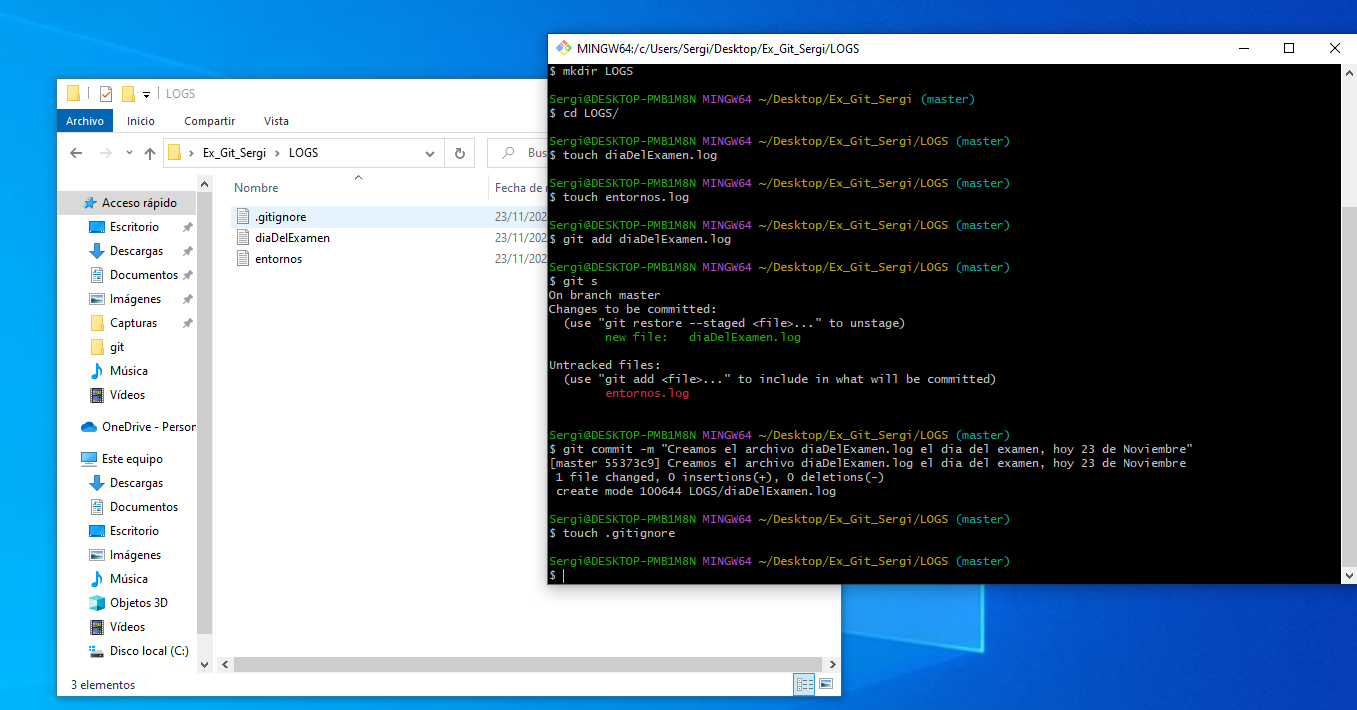 LOGS
Archivo
Inicio
Compartir
Vista
Ex_Git_Sergi
LOGS
Bus
Nombre
Fecha de
.gitignore
23/11/202
diaDelExamen
23/11/202
entornos
23/11/202
Acceso rápido
Escritorio
Descargas
Documentos
Imágenes
Capturas
git
Música
Vídeos
OneDrive - Person
Este equipo
Descargas
Documentos
Escritorio
Imágenes
Música
Objetos 3D
Vídeos
Disco local (C:)
3 elementos
MINGW64:/c/Users/Sergi/Desktop/Ex_Git_Sergi/LOGS
$ mkdir LOGS
Sergi@DESKTOP-PMB1M8N MINGW64 ~/Desktop/Ex_Git_Sergi (master)
$ cd LOGS/
Sergi@DESKTOP-PMB1M8N MINGW64 ~/Desktop/Ex_Git_Sergi/LOGS (master)
$ touch diaDelExamen.log
Sergi@DESKTOP-PMB1M8N MINGW64 ~/Desktop/Ex_Git_Sergi/LOGS (master)
$ touch entornos.log
Sergi@DESKTOP-PMB1M8N MINGW64 ~/Desktop/Ex_Git_Sergi/LOGS (master)
$ git add diaDelExamen.log
Sergi@DESKTOP-PMB1M8N MINGW64 ~/Desktop/Ex_Git_Sergi/LOGS (master)
$ git s
On branch master
Changes to be committed:
(use "git restore --staged <file>..." to unstage)
new file:   diaDelExamen.log
Untracked files:
(use "git add <file>..." to include in what will be committed)
entornos.log
Sergi@DESKTOP-PMB1M8N MINGW64 ~/Desktop/Ex_Git_Sergi/LOGS (master)
$ git commit -m "Creamos el archivo diaDelExamen.log el dia del examen, hoy 23 de Noviembre"
[master 55373c9] Creamos el archivo diaDelExamen.log el dia del examen, hoy 23 de Noviembre
1 file changed, 0 insertions(+), 0 deletions(-)
create mode 100644 LOGS/diaDelExamen.log
Sergi@DESKTOP-PMB1M8N MINGW64 ~/Desktop/Ex_Git_Sergi/LOGS (master)
$ touch .gitignore
Sergi@DESKTOP-PMB1M8N MINGW64 ~/Desktop/Ex_Git_Sergi/LOGS (master)
$